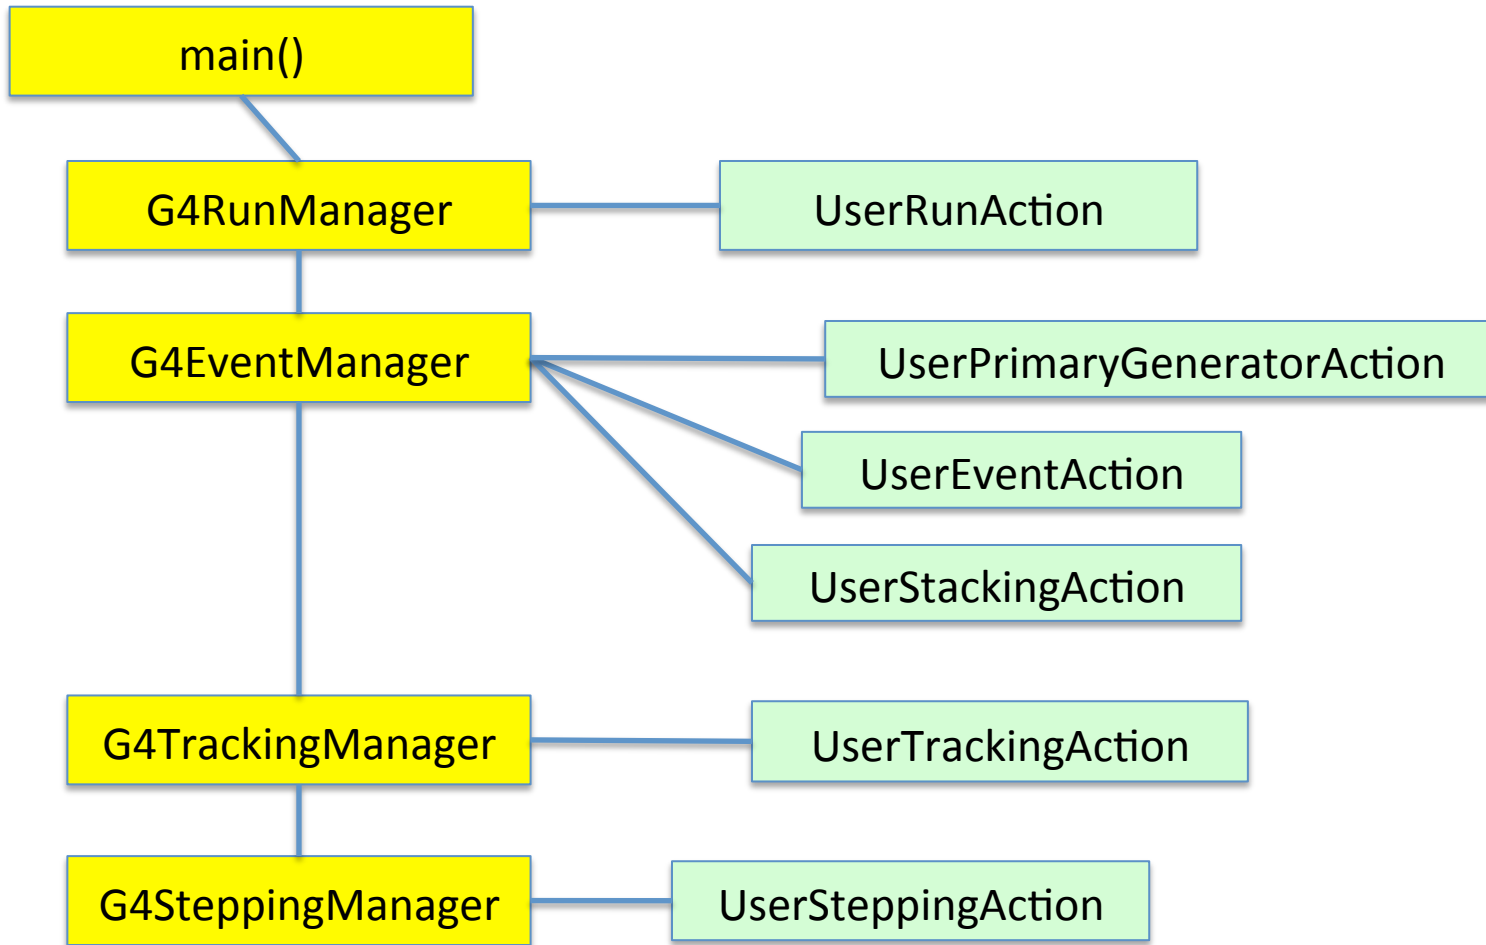 main()
G4RunManager
UserRunAction
G4EventManager
UserPrimaryGeneratorAction
UserEventAction
UserStackingAction
G4TrackingManager
UserTrackingAction
G4SteppingManager
UserSteppingAction